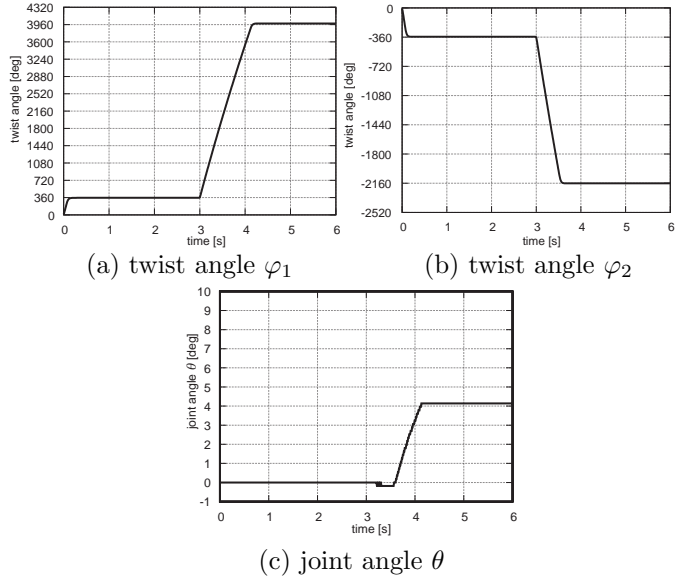 4320
3960
3600
3240
2880
2520
2160
1800
1440
1080
720
360
0
twist angle [deg]
0 1 2 3 4 5 6
time [s]
(a) twist angle φ1
0
-360
-720
-1080
-1440
-1800
-2160
-2520
twist angle [deg]
0 1 2 3 4 5 6
time [s]
(b) twist angle φ2
10
9
8
7
6
5
4
3
2
1
0
-1
joint angle θ [deg]
0 1 2 3 4 5 6
time [s]
(c) joint angle θ